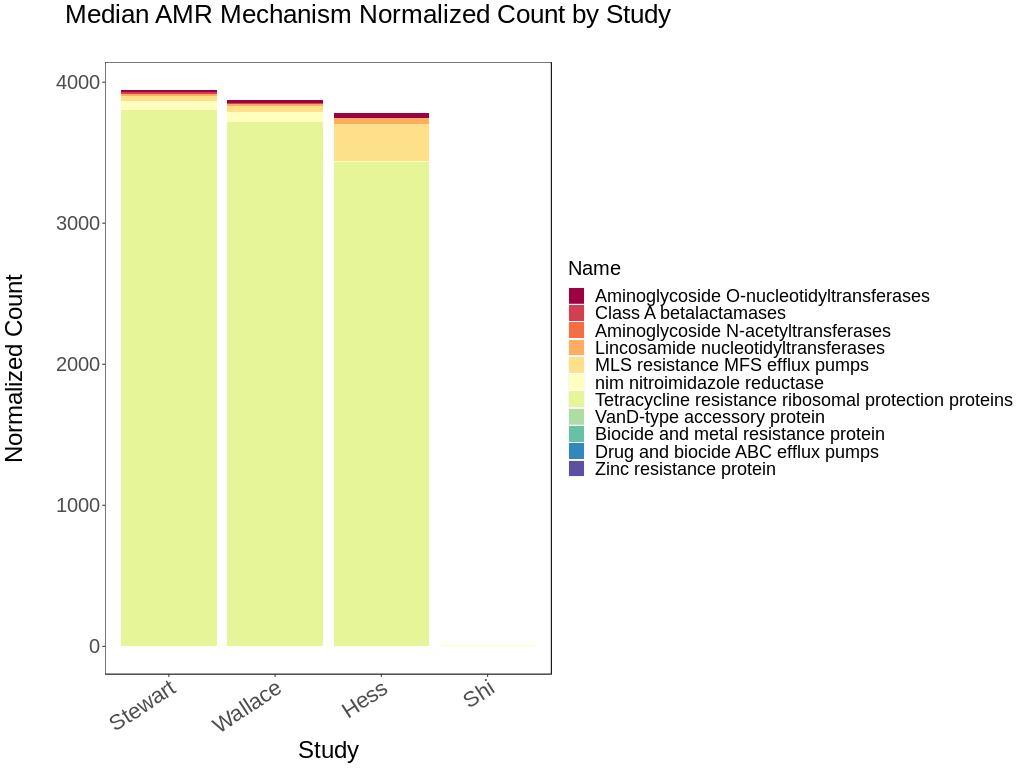 Median AMR Mechanism Normalized Count by Study
Normalized Count
4000
3000
2000
1000
0
Stewart
Wallace
Hess
Shi
Study
Name
Aminoglycoside O-nucleotidyltransferases
Class A betalactamases
Aminoglycoside N-acetyltransferases
Lincosamide nucleotidyltransferases
MLS resistance MFS efflux pumps
nim nitroimidazole reductase
Tetracycline resistance ribosomal protection proteins
VanD-type accessory protein
Biocide and metal resistance protein
Drug and biocide ABC efflux pumps
Zinc resistance protein